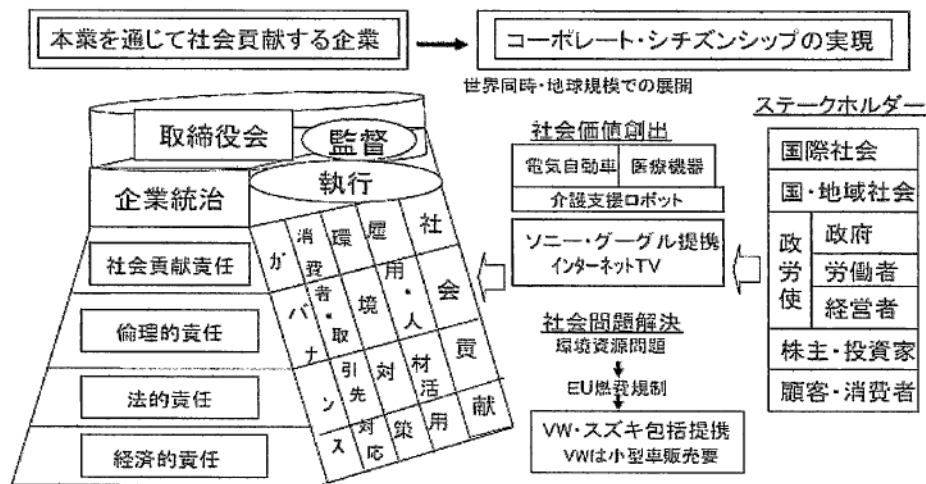 本業を通じて社会貢献する企業
コーポレート・シチズンシップの実現
世界同時・地球規模での展開
取締役会
監督
企業統治
執行
社会貢献責任
倫理的責任
法的責任
経済的責任
ガバナンス
消費者・取引先対応
環境対策
雇用・人材活用
社会貢献
社会価値創出
電気自動車
医療機器
介護支援ロボット
ソニー・グーグル提携
インターネットTV
社会問題解決
環境資源問題
EU燃費規制
VW・スズキ包括提携
VWは小型車販売要
ステークホルダー
国際社会
国・地域社会
政労使
政府
労働者
経営者
株主・投資家
顧客・消費者